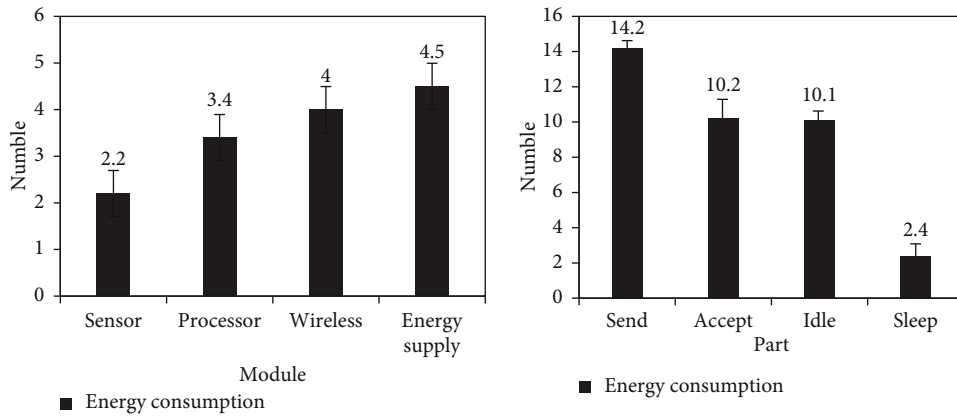 6
5
4
3
2
1
0
Numble
2.2
3.4
4
4.5
Sensor
Processor
Wireless
Energy
supply
Module
Energy consumption
16
14
12
10
8
6
4
2
0
Numble
14.2
10.2
10.1
2.4
Send
Accept
Idle
Sleep
Part
Energy consumption